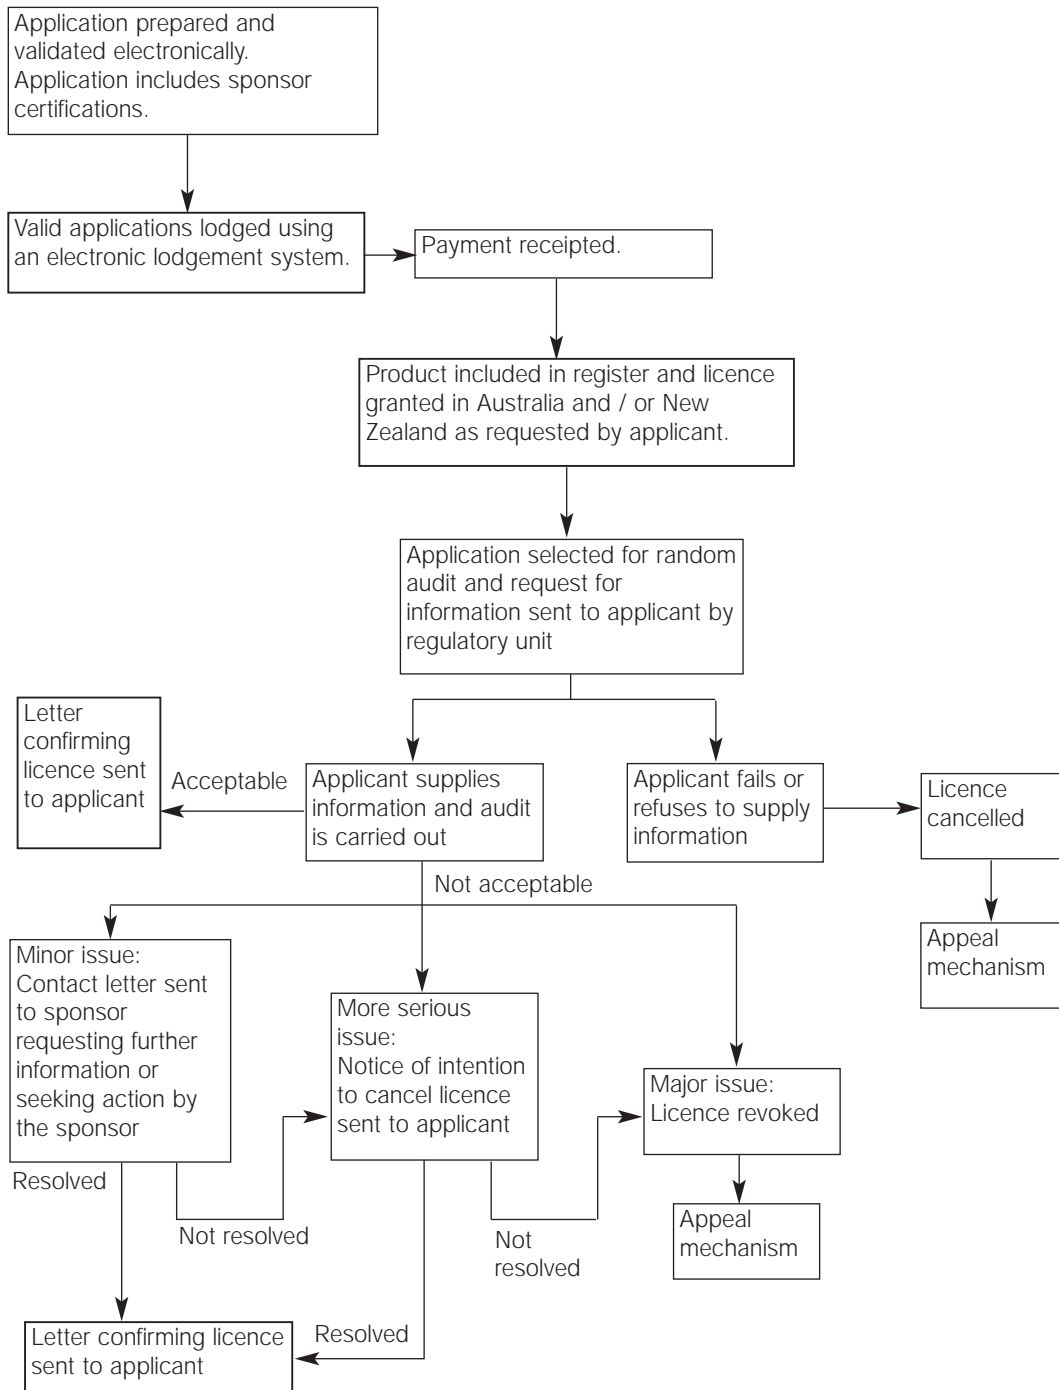 Application prepared and
validated electronically.
Application includes sponsor
certifications.
Valid applications lodged using
an electronic lodgement system.
Payment receipted.
Product included in register and licence
granted in Australia and / or New
Zealand as requested by applicant.
Application selected for random
audit and request for
information sent to applicant by
regulatory unit
Letter
confirming
licence sent
to applicant
Acceptable
Applicant supplies
information and audit
is carried out
Applicant fails or
refuses to supply
information
Licence
cancelled
Not acceptable
Appeal
mechanism
Minor issue:
Contact letter sent
to sponsor
requesting further
information or
seeking action by
the sponsor
More serious
issue:
Notice of intention
to cancel licence
sent to applicant
Major issue:
Licence revoked
Resolved
Not resolved
Not
resolved
Appeal
mechanism
Letter confirming licence
sent to applicant
Resolved